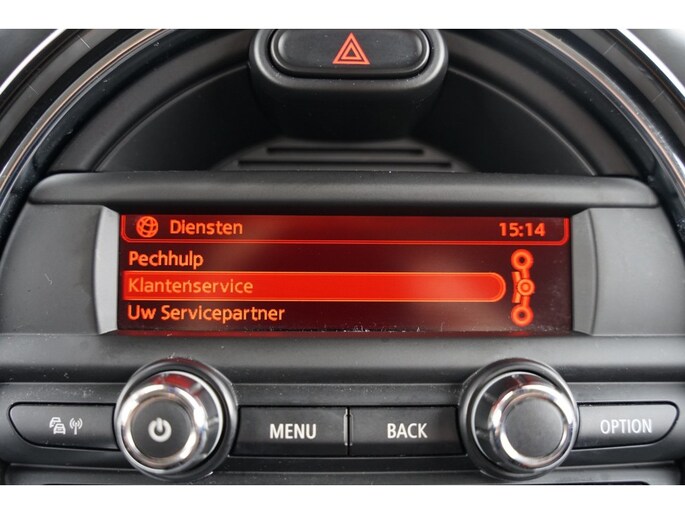 Diensten 15:14
Pechhulp
Klantenservice
Uw Servicepartner
MENU BACK OPTION